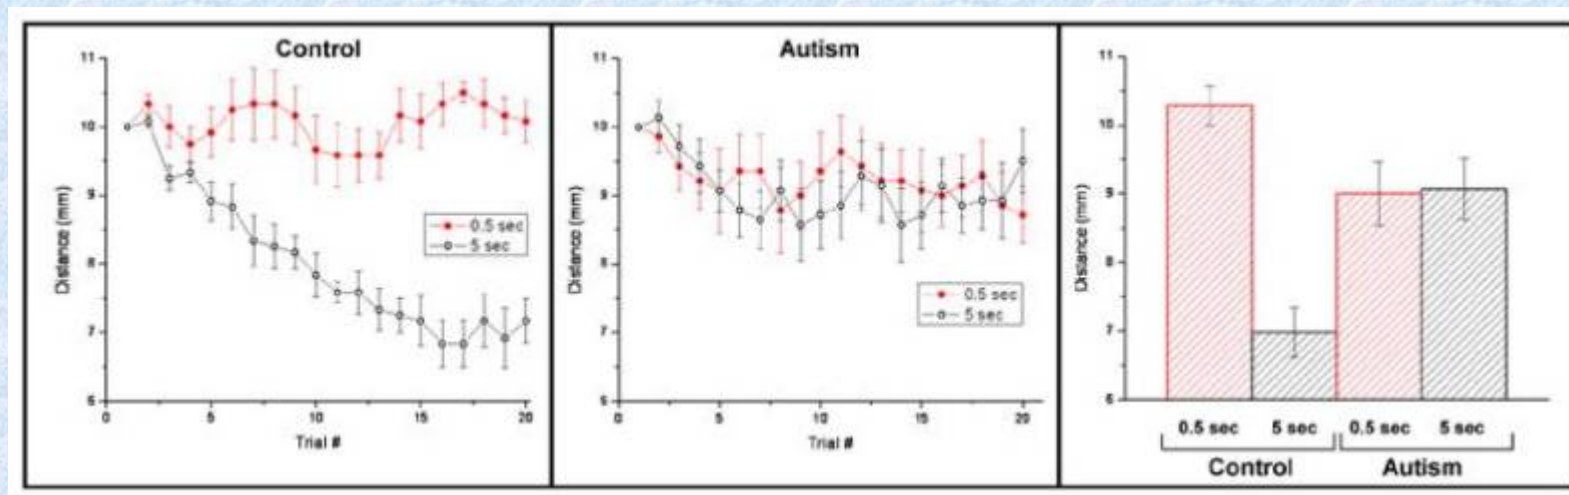 Control
11
10
9
8
7
6
Distance (mm)
0.5 sec
5 sec
0
5
10
15
20
Trial #
Autism
11
10
9
8
7
6
Distance (mm)
0.5 sec
5 sec
0
5
10
15
20
Trial #
11
10
9
8
7
6
Distance (mm)
0.5 sec 5 sec 0.5 sec 5 sec
Control Autism